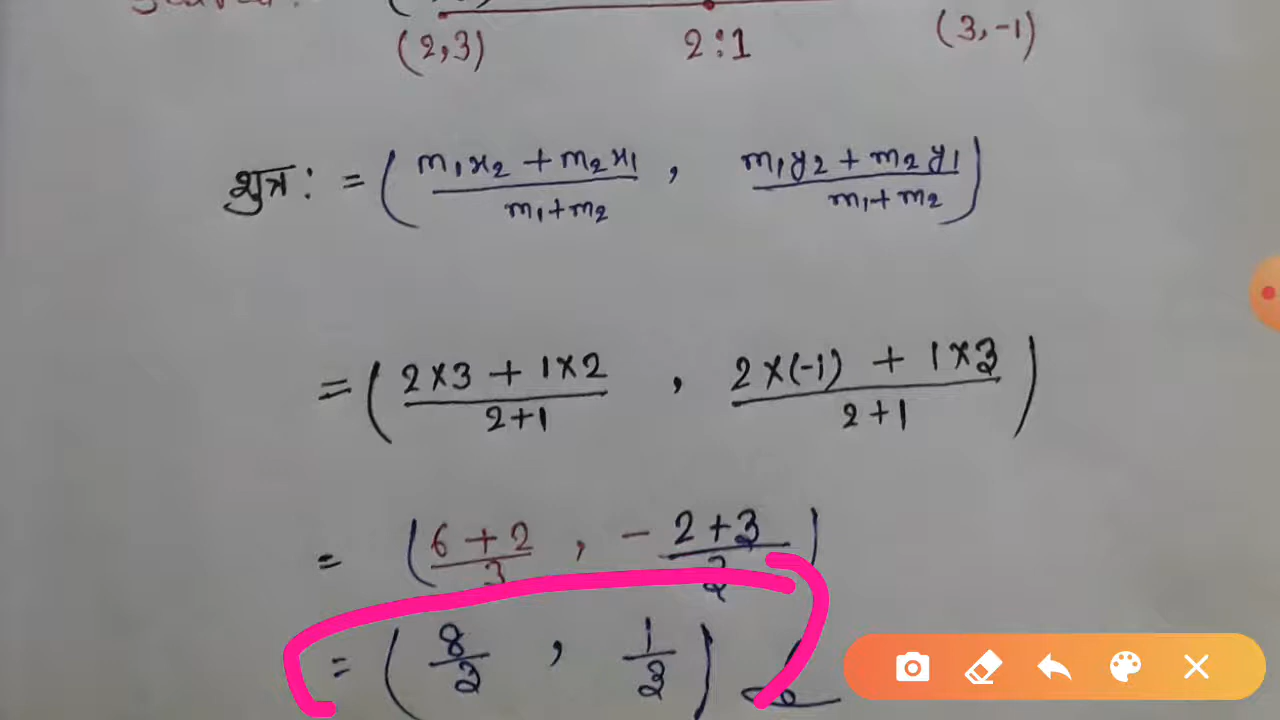 (2,3) 2:1 (3,-1)
शुत्र: = ( m₁x₂ + m₂x₁ / m₁+m₂ , m₁y₂ + m₂y₁ / m₁+m₂ )
= ( 2×3 + 1×2 / 2+1 , 2×(-1) + 1×3 / 2+1 )
= ( 6+2 / 3 , -2+3 / 3 )
= ( 8/3 , 1/3 )